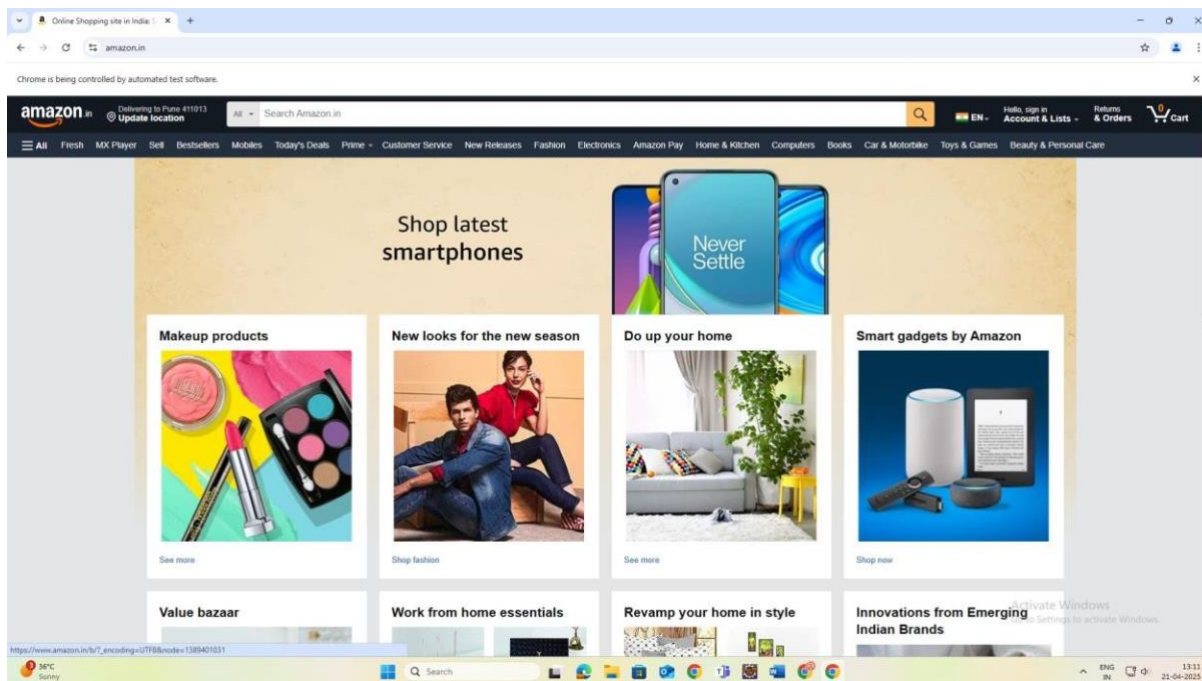 Online Shopping site in India: S
amazon.in
Chrome is being controlled by automated test software.
amazon.in
Delivering to Pune 411013
Update location
All
Search Amazon.in
EN
Hello, sign in
Account & Lists
Returns
& Orders
0
Cart
All Fresh MX Player Sell Bestsellers Mobiles Today's Deals Prime Customer Service New Releases Fashion Electronics Amazon Pay Home & Kitchen Computers Books Car & Motorbike Toys & Games Beauty & Personal Care
Shop latest
smartphones
Never
Settle
Makeup products
New looks for the new season
Do up your home
Smart gadgets by Amazon
See more
Shop fashion
See more
Shop now
Value bazaar
Work from home essentials
Revamp your home in style
Innovations from Emerging
Indian Brands
Activate Windows
Go to Settings to activate Windows.
https://www.amazon.in/b/?_encoding=UTF8&node=1389401031
36°C
Sunny
Search
ENG
IN
13:11
21-04-2025